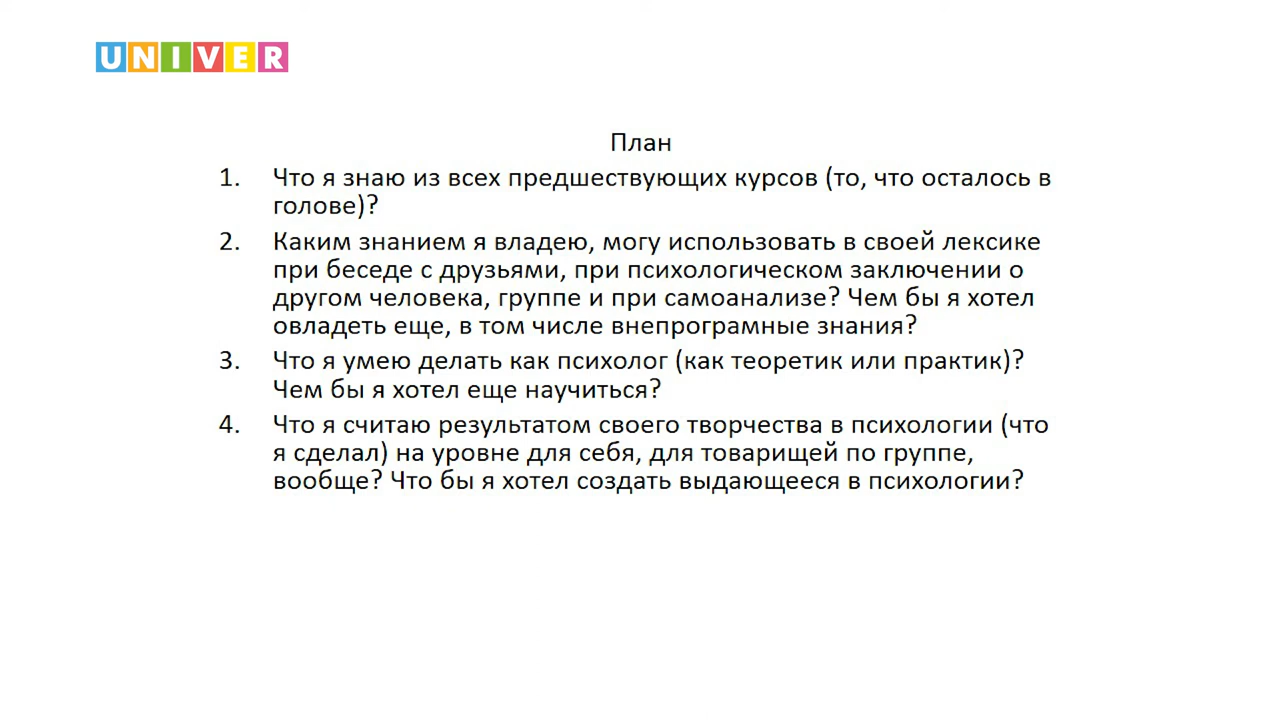 UNIVER
План
1. Что я знаю из всех предшествующих курсов (то, что осталось в
голове)?
2. Каким знанием я владею, могу использовать в своей лексике
при беседе с друзьями, при психологическом заключении о
другом человека, группе и при самоанализе? Чем бы я хотел
овладеть еще, в том числе внепрограмные знания?
3. Что я умею делать как психолог (как теоретик или практик)?
Чем бы я хотел еще научиться?
4. Что я считаю результатом своего творчества в психологии (что
я сделал) на уровне для себя, для товарищей по группе,
вообще? Что бы я хотел создать выдающееся в психологии?